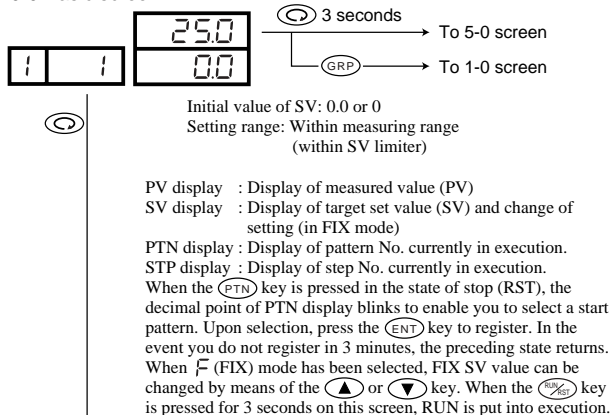 3 seconds
25.0
To 5-0 screen
1 1
0.0
GRP
To 1-0 screen
Initial value of SV: 0.0 or 0
Setting range: Within measuring range
(within SV limiter)
PV display : Display of measured value (PV)
SV display : Display of target set value (SV) and change of
setting (in FIX mode)
PTN display : Display of pattern No. currently in execution.
STP display : Display of step No. currently in execution.
When the PTN key is pressed in the state of stop (RST), the
decimal point of PTN display blinks to enable you to select a start
pattern. Upon selection, press the ENT key to register. In the
event you do not register in 3 minutes, the preceding state returns.
When F (FIX) mode has been selected, FIX SV value can be
changed by means of the ▲ or ▼ key. When the RUN/RST key
is pressed for 3 seconds on this screen, RUN is put into execution.